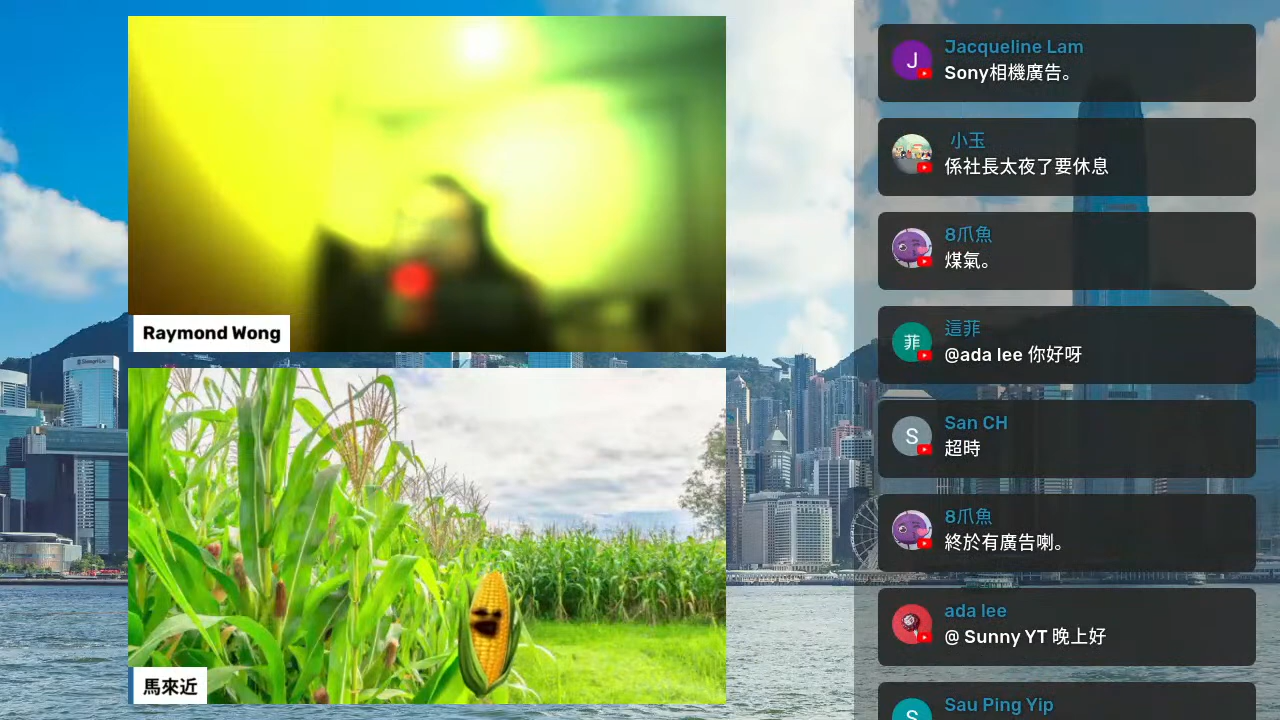 Raymond Wong
馬來近
Jacqueline Lam
Sony相機廣告。
小玉
係社長太夜了要休息
8爪魚
煤氣。
這菲
@ada lee 你好呀
San CH
超時
8爪魚
終於有廣告喇。
ada lee
@ Sunny YT 晚上好
Sau Ping Yip
J
菲
S
S